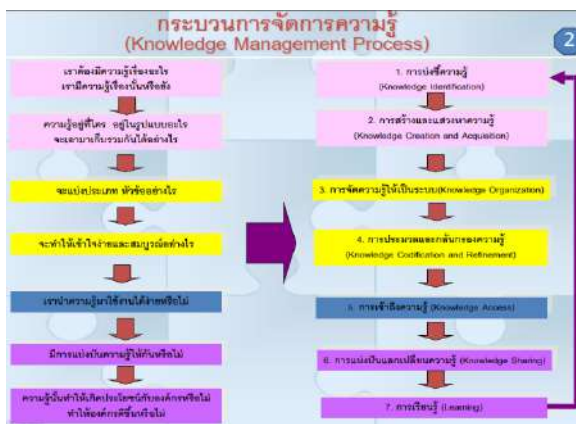 กระบวนการจัดการความรู้
(Knowledge Management Process)
2
เราต้องมีความรู้เรื่องอะไร
เรามีความรู้เรื่องนั้นหรือยัง
ความรู้อยู่ที่ใคร อยู่ในรูปแบบอะไร
จะเอามาเก็บรวมกันได้อย่างไร
จะแบ่งประเภท หัวข้ออย่างไร
จะทำให้เข้าใจง่ายและสมบูรณ์อย่างไร
เรานำความรู้มาใช้งานได้ง่ายหรือไม่
มีการแบ่งปันความรู้ให้กันหรือไม่
ความรู้นั้นทำให้เกิดประโยชน์กับองค์กรหรือไม่
ทำให้องค์กรดีขึ้นหรือไม่
1. การบ่งชี้ความรู้
(Knowledge Identification)
2. การสร้างและแสวงหาความรู้
(Knowledge Creation and Acquisition)
3. การจัดความรู้ให้เป็นระบบ(Knowledge Organization)
4. การประมวลและกลั่นกรองความรู้
(Knowledge Codification and Refinement)
5. การเข้าถึงความรู้ (Knowledge Access)
6. การแบ่งปันแลกเปลี่ยนความรู้ (Knowledge Sharing)
7. การเรียนรู้ (Learning)